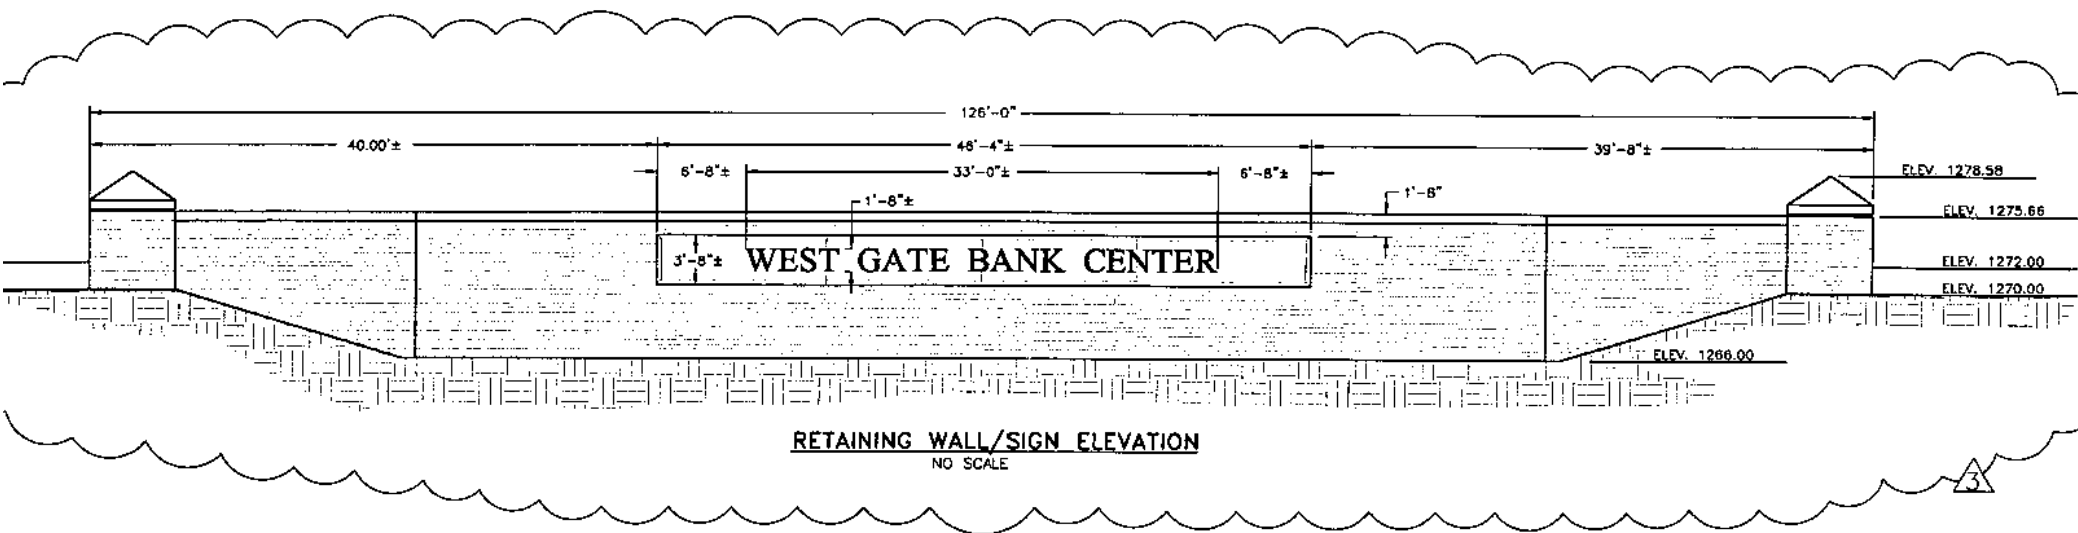 126'-0"
40.00'± 46'-4"± 39'-8"±
6'-8"± 33'-0"± 6'-8"±
ELEV. 1278.58
1'-8"± 1'-8"
ELEV. 1275.66
3'-8"± WEST GATE BANK CENTER
ELEV. 1272.00
ELEV. 1270.00
ELEV. 1266.00
RETAINING WALL/SIGN ELEVATION
NO SCALE
3